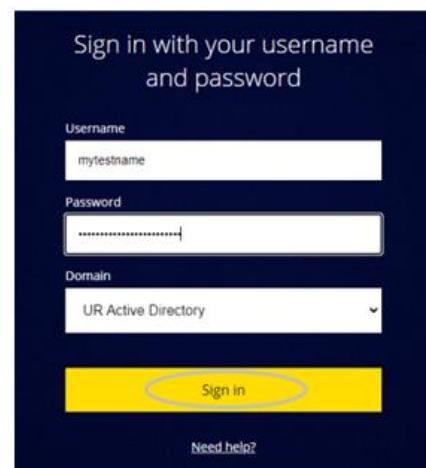 Sign in with your username
and password
Username
mytestname
Password
Domain
UR Active Directory
Sign in
Need help?